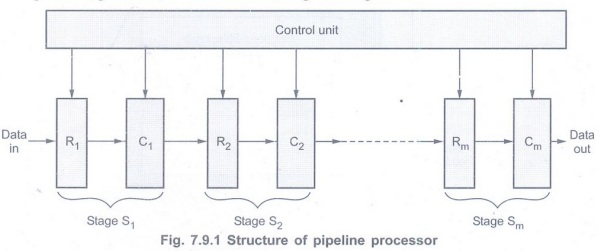 Control unit
Data in
R1
C1
R2
C2
Rm
Cm
Data out
Stage S1
Stage S2
Stage Sm
Fig. 7.9.1 Structure of pipeline processor